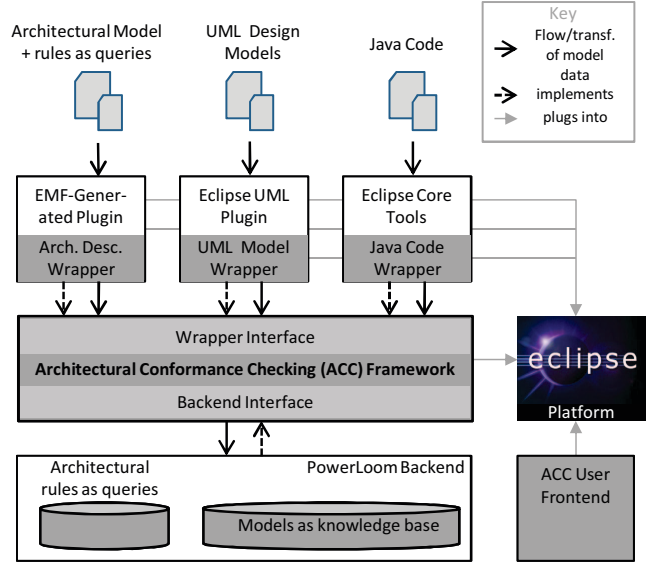 Architectural Model
+ rules as queries
UML Design
Models
Java Code
Key
Flow/transf.
of model
data
implements
plugs into
EMF-Gener-
ated Plugin
Arch. Desc.
Wrapper
Eclipse UML
Plugin
UML Model
Wrapper
Eclipse Core
Tools
Java Code
Wrapper
Wrapper Interface
Architectural Conformance Checking (ACC) Framework
Backend Interface
eclipse
Platform
Architectural
rules as queries
PowerLoom Backend
Models as knowledge base
ACC User
Frontend